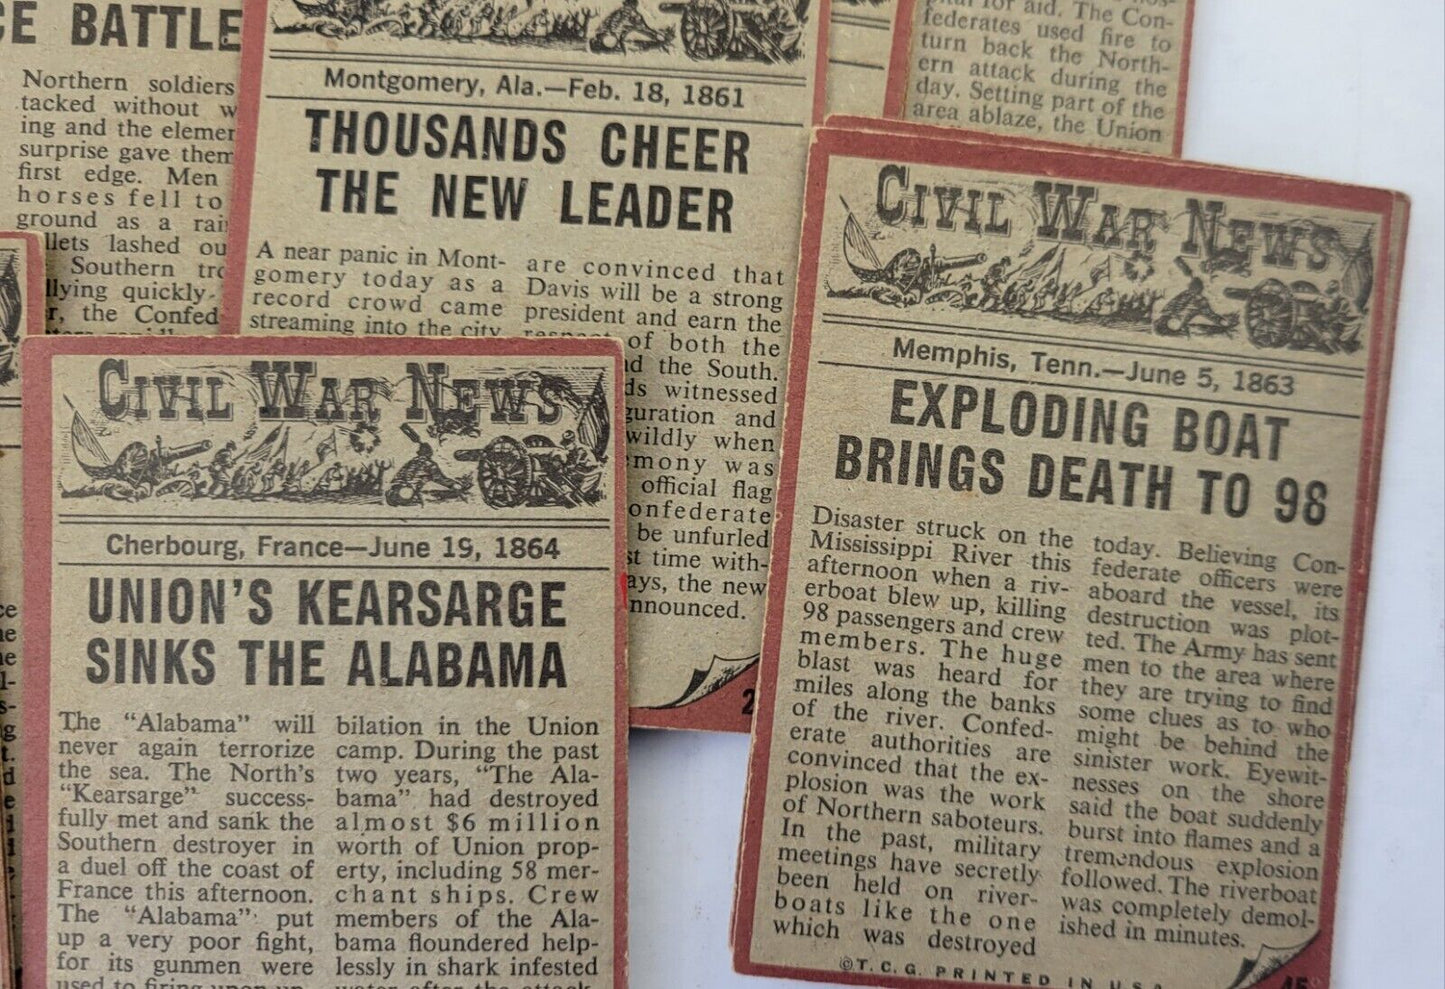 CE BATTLE
Northern soldiers
tacked without
ing and the
surprise gave them
first edge. Men
horses fell to
ground as a
lashed
Southern
quickly
the
Montgomery, Ala.—Feb. 18, 1861
THOUSANDS CHEER
THE NEW LEADER
A near panic in Mont-
gomery today as a
record crowd came
streaming into the city
are convinced that
Davis will be a strong
president and earn the
of both the
the South.
witnessed
and
wildly when
was
official flag
be unfurled
time with-
the new
2
for aid. The Con-
federates used fire to
turn back the North-
ern attack during the
day. Setting part of the
area ablaze, the Union
CIVIL WAR NEWS
Cherbourg, France—June 19, 1864
UNION'S KEARSARGE
SINKS THE ALABAMA
The "Alabama" will
never again terrorize
the sea. The North's
"Kearsarge" success-
fully met and sank the
Southern destroyer in
a duel off the coast of
France this afternoon.
The "Alabama" put
up a very poor fight,
for its gunmen were
used to firing
bilation in the Union
camp. During the past
two years, "The Ala-
bama" had destroyed
almost $6 million
worth of Union prop-
erty, including 58 mer-
chant ships. Crew
members of the Ala-
bama floundered help-
lessly in shark infested
water after the
CIVIL WAR NEWS
Memphis, Tenn.—June 5, 1863
EXPLODING BOAT
BRINGS DEATH TO 98
Disaster struck on the
Mississippi River this
afternoon when a riv-
erboat blew up, killing
98 passengers and crew
members. The huge
blast was heard for
miles along the banks
of the river. Confed-
erate authorities are
convinced that the ex-
plosion was the work
of Northern saboteurs.
In the past, military
meetings have secretly
been held on river-
boats like the one
which was destroyed
today. Believing Con-
federate officers were
aboard the vessel, its
destruction was plot-
ted. The Army has sent
men to the area where
they are trying to find
some clues as to who
might be behind the
sinister work. Eyewit-
nesses on the shore
said the boat suddenly
burst into flames and a
tremendous explosion
followed. The riverboat
was completely demol-
ished in minutes.
©T. C. G. PRINTED IN U.S.A.
45